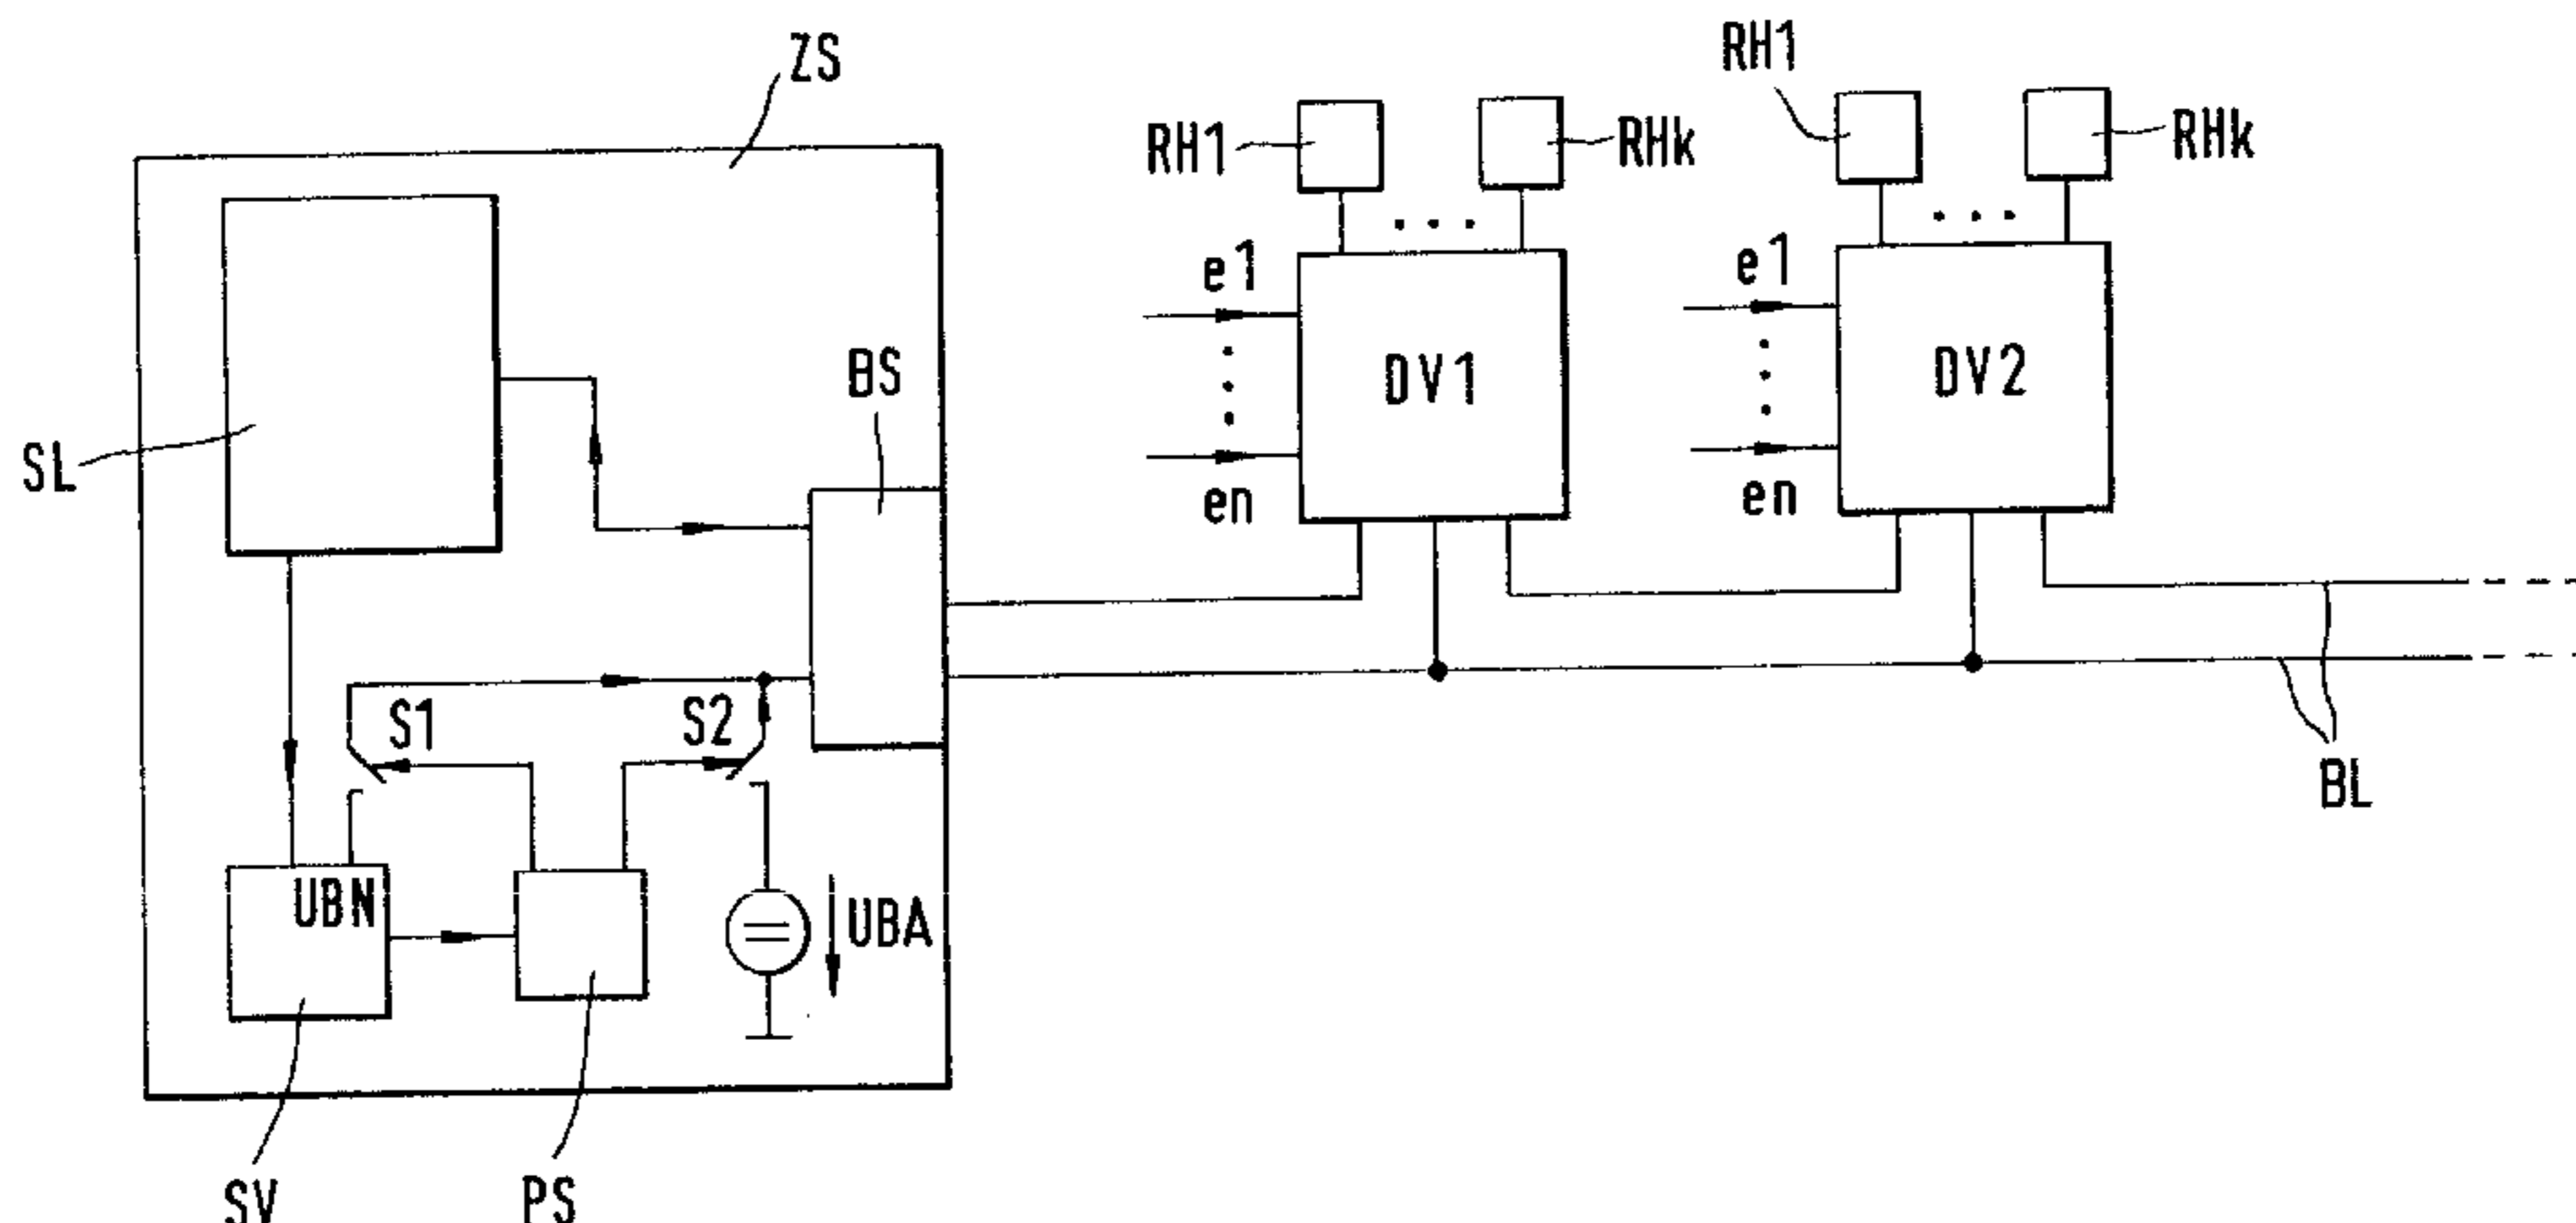 ZS
RH1
RH1
RHk
RHk
e1
e1
BS
DV1
DV2
SL
en
en
S1
S2
BL
UBN
UBA
SV
PS